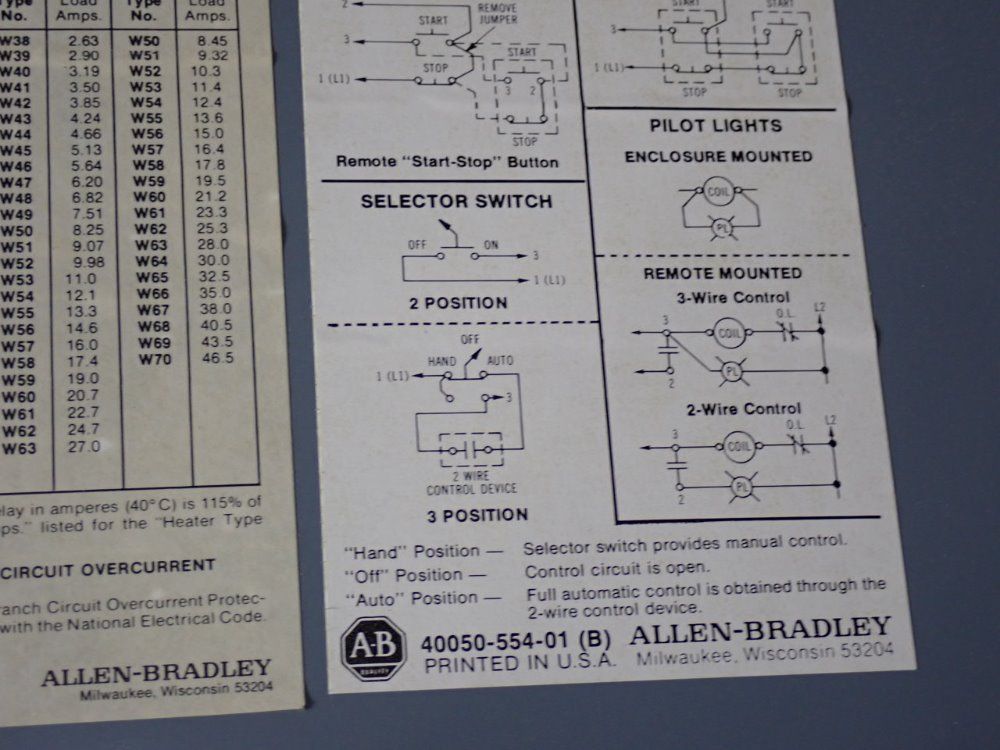 Type Load Type Load
No. Amps. No. Amps.
W38 2.63 W50 8.45
W39 2.90 W51 9.32
W40 3.19 W52 10.3
W41 3.50 W53 11.4
W42 3.85 W54 12.4
W43 4.24 W55 13.6
W44 4.66 W56 15.0
W45 5.13 W57 16.4
W46 5.64 W58 17.8
W47 6.20 W59 19.5
W48 6.82 W60 21.2
W49 7.51 W61 23.3
W50 8.25 W62 25.3
W51 9.07 W63 28.0
W52 9.98 W64 30.0
W53 11.0 W65 32.5
W54 12.1 W66 35.0
W55 13.3 W67 38.0
W56 14.6 W68 40.5
W57 16.0 W69 43.5
W58 17.4 W70 46.5
W59 19.0
W60 20.7
W61 22.7
W62 24.7
W63 27.0
elay in amperes (40°C) is 115% of
ps." listed for the "Heater Type
CIRCUIT OVERCURRENT
ranch Circuit Overcurrent Protec-
with the National Electrical Code.
ALLEN-BRADLEY
Milwaukee, Wisconsin 53204
2
REMOVE
JUMPER
START
3
START
1 (L1)
STOP
3 2
STOP
Remote "Start-Stop" Button
SELECTOR SWITCH
OFF ON
3
1 (L1)
2 POSITION
OFF
HAND AUTO
1 (L1)
3
2 WIRE
CONTROL DEVICE
3 POSITION
START START
3
1 (L1)
STOP STOP
PILOT LIGHTS
ENCLOSURE MOUNTED
COIL
PL
REMOTE MOUNTED
3-Wire Control
3 O.L. L2
COIL
PL
2
2-Wire Control
3 O.L. L2
COIL
PL
2
"Hand" Position — Selector switch provides manual control.
"Off" Position — Control circuit is open.
"Auto" Position — Full automatic control is obtained through the
2-wire control device.
A-B
QUALITY
40050-554-01 (B) ALLEN-BRADLEY
PRINTED IN U.S.A. Milwaukee, Wisconsin 53204